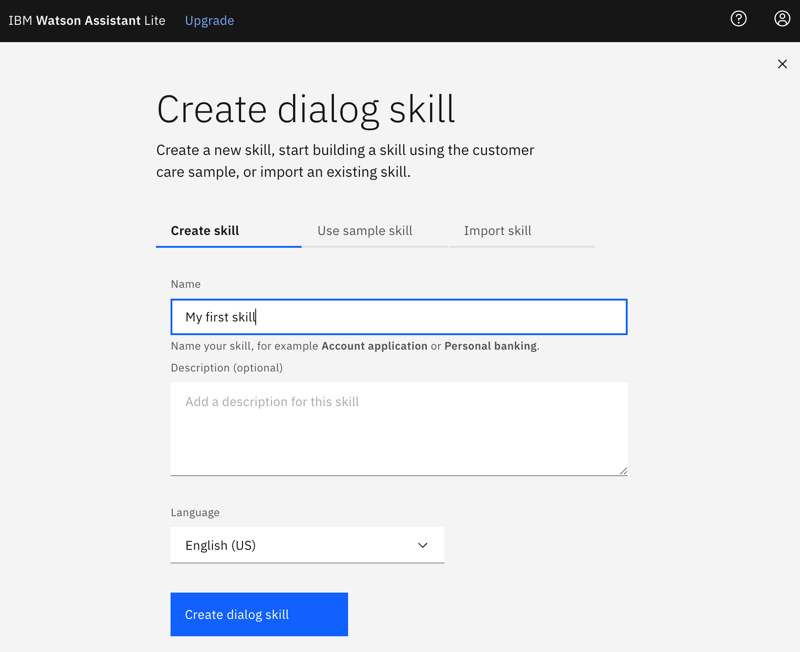 IBM Watson Assistant Lite Upgrade
Create dialog skill
Create a new skill, start building a skill using the customer
care sample, or import an existing skill.
Create skill Use sample skill Import skill
Name
My first skill
Name your skill, for example Account application or Personal banking.
Description (optional)
Add a description for this skill
Language
English (US)
Create dialog skill